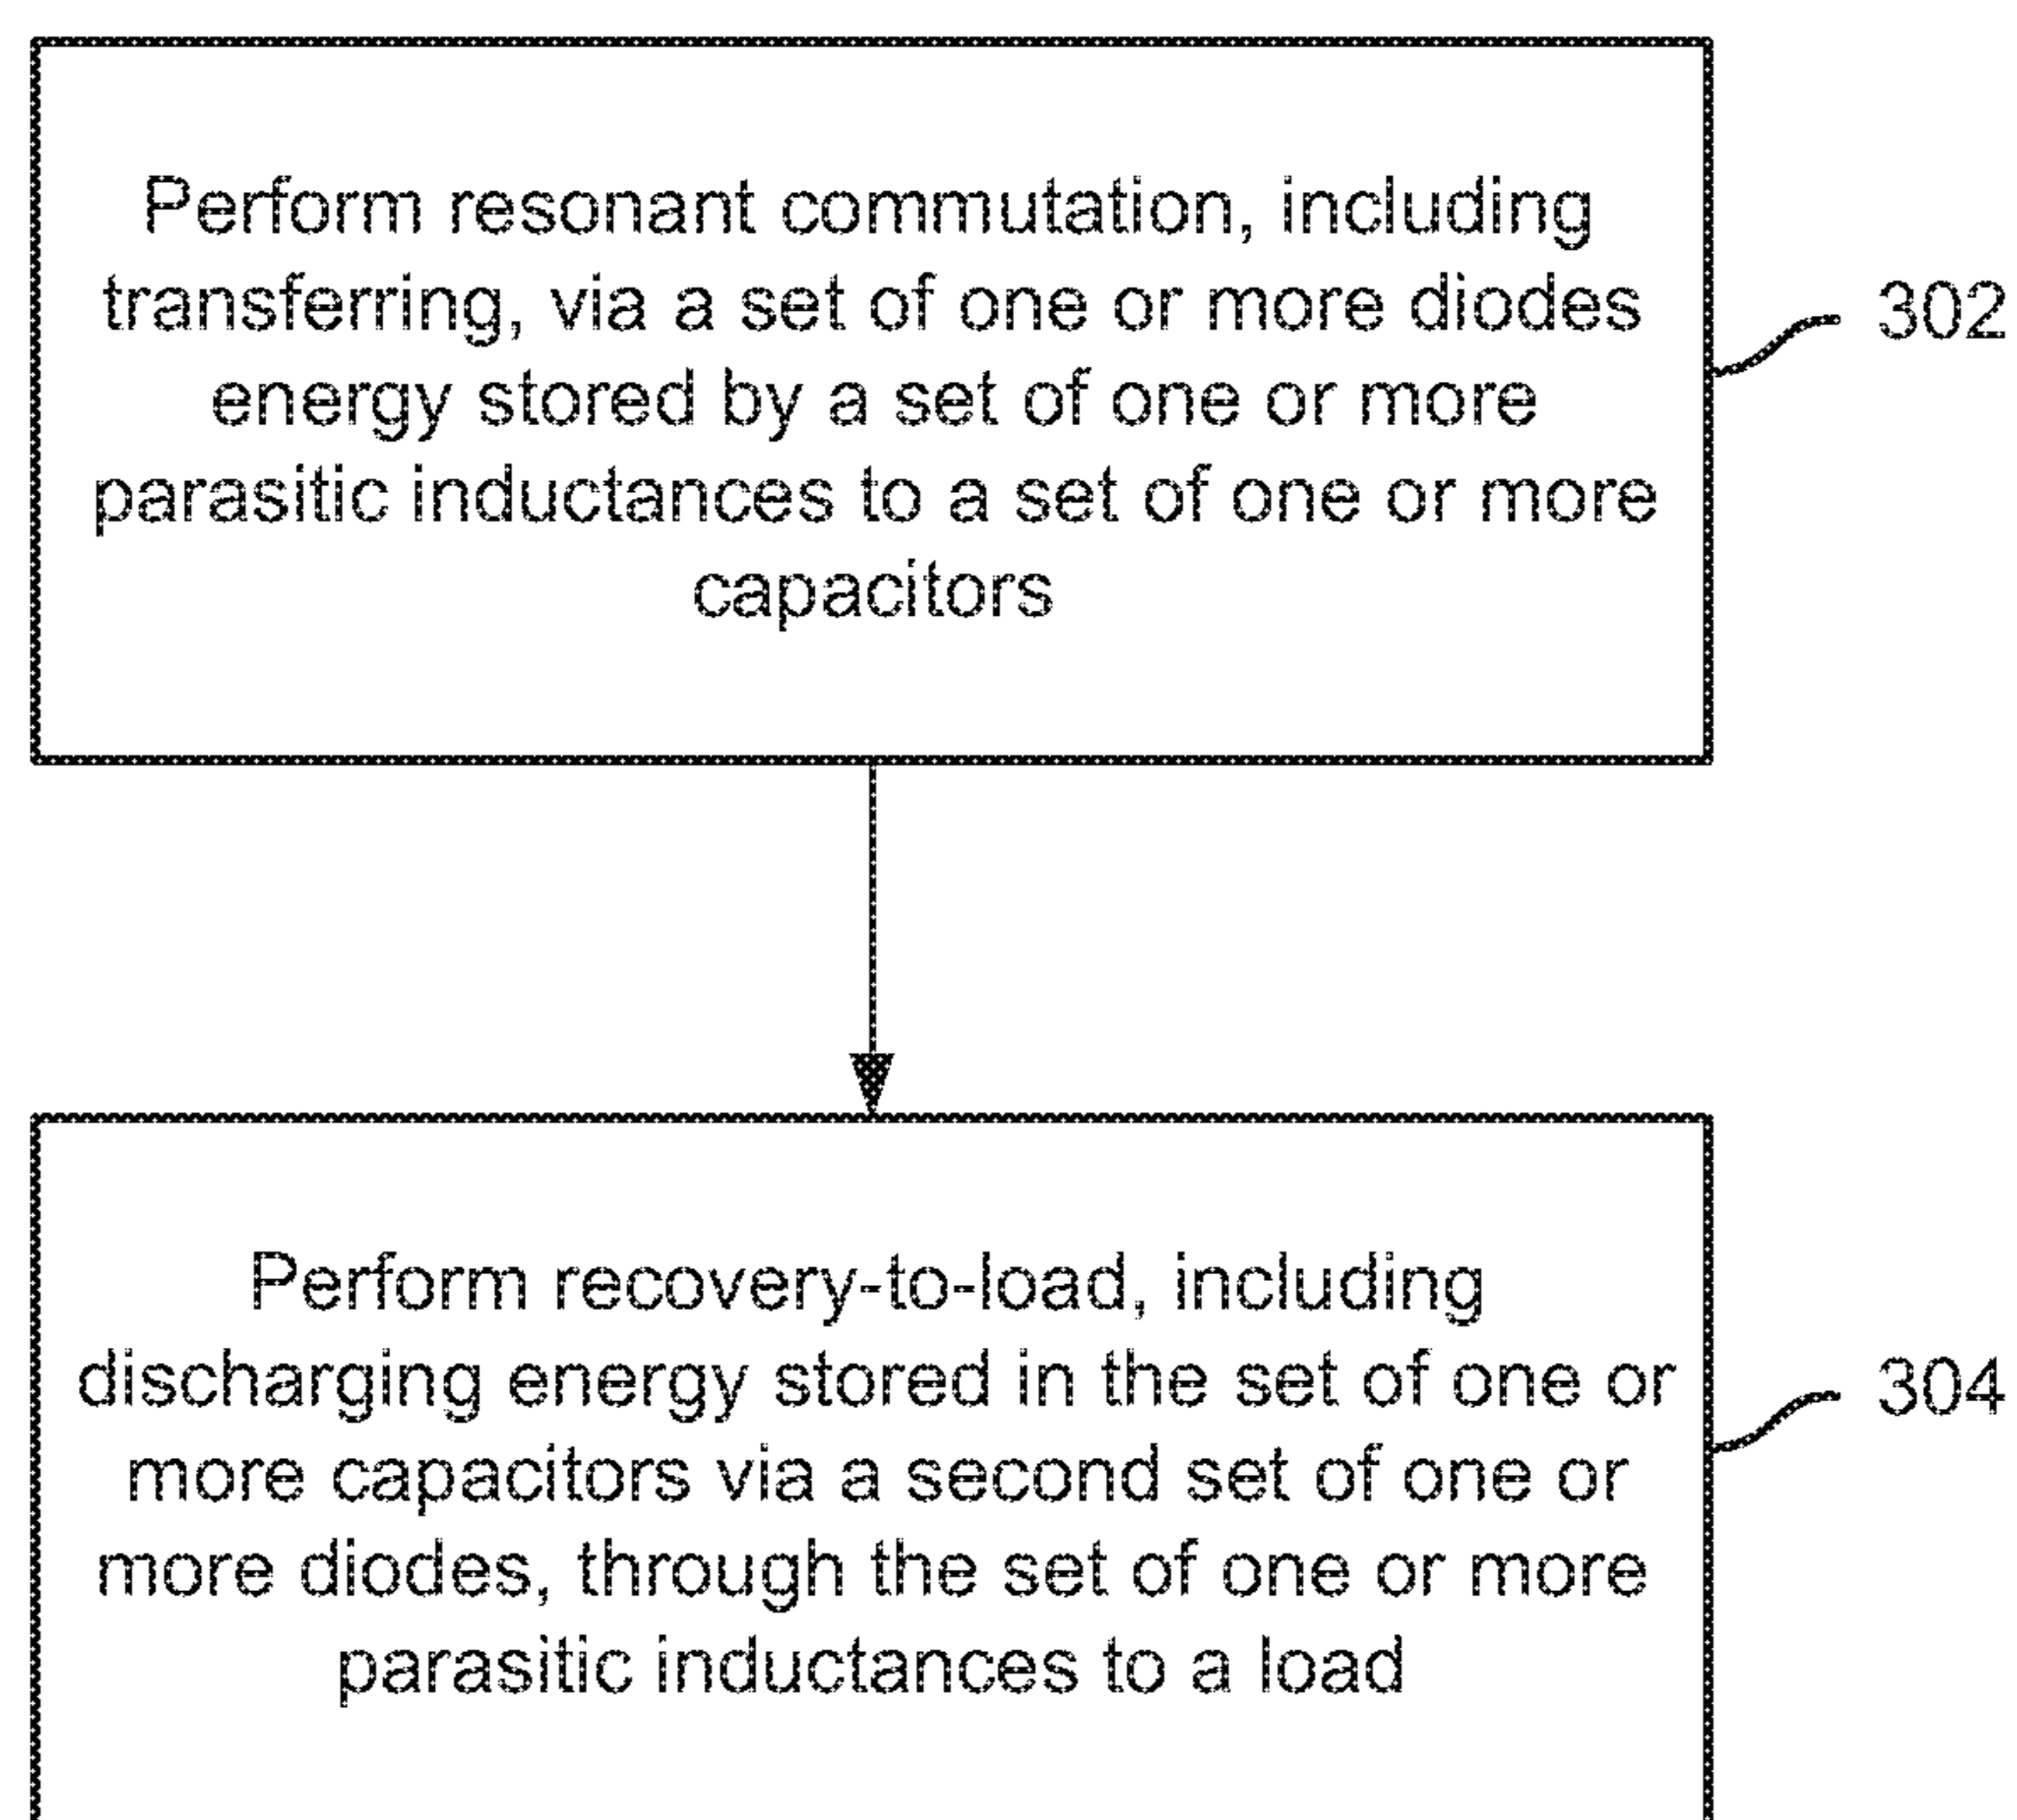 Perform resonant commutation, including
transferring, via a set of one or more diodes
energy stored by a set of one or more
parasitic inductances to a set of one or more
capacitors
302
Perform recovery-to-load, including
discharging energy stored in the set of one or
more capacitors via a second set of one or
more diodes, through the set of one or more
parasitic inductances to a load
304